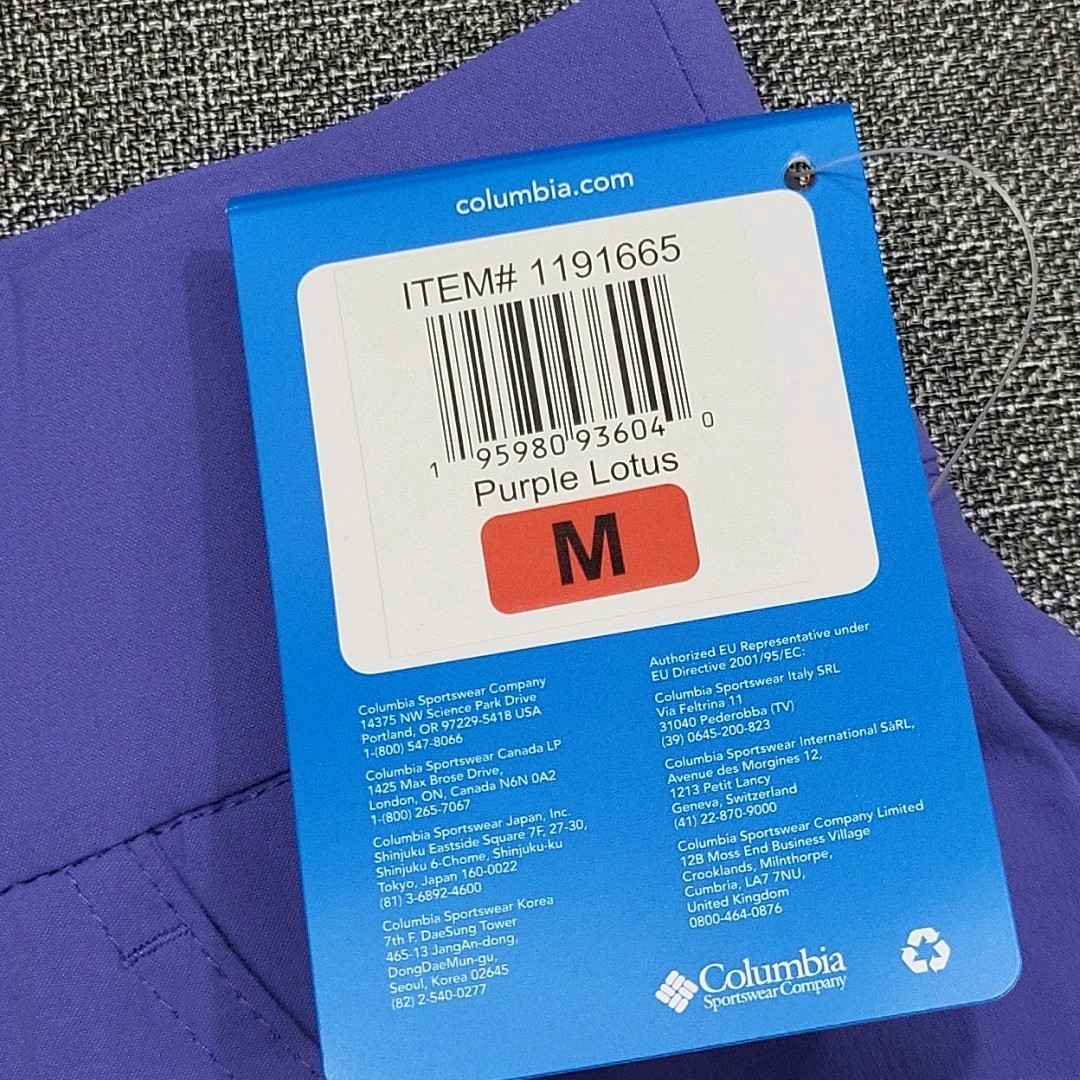 columbia.com
ITEM# 1191665
1 95980 93604 0
Purple Lotus
M
Columbia Sportswear Company
14375 NW Science Park Drive
Portland, OR 97229-5418 USA
1-(800) 547-8066
Columbia Sportswear Canada LP
1425 Max Brose Drive,
London, ON, Canada N6N 0A2
1-(800) 265-7067
Columbia Sportswear Japan, Inc.
Shinjuku Eastside Square 7F, 27-30,
Shinjuku 6-Chome, Shinjuku-ku
Tokyo, Japan 160-0022
(81) 3-6892-4600
Columbia Sportswear Korea
7th F. DaeSung Tower
465-13 JangAn-dong,
DongDaeMun-gu,
Seoul, Korea 02645
(82) 2-540-0277
Authorized EU Representative under
EU Directive 2001/95/EC:
Columbia Sportswear Italy SRL
Via Feltrina 11
31040 Pederobba (TV)
(39) 0645-200-823
Columbia Sportswear International SàRL,
Avenue des Morgines 12,
1213 Petit Lancy
Geneva, Switzerland
(41) 22-870-9000
Columbia Sportswear Company Limited
12B Moss End Business Village
Crooklands, Milnthorpe,
Cumbria, LA7 7NU,
United Kingdom
0800-464-0876
Columbia
Sportswear Company